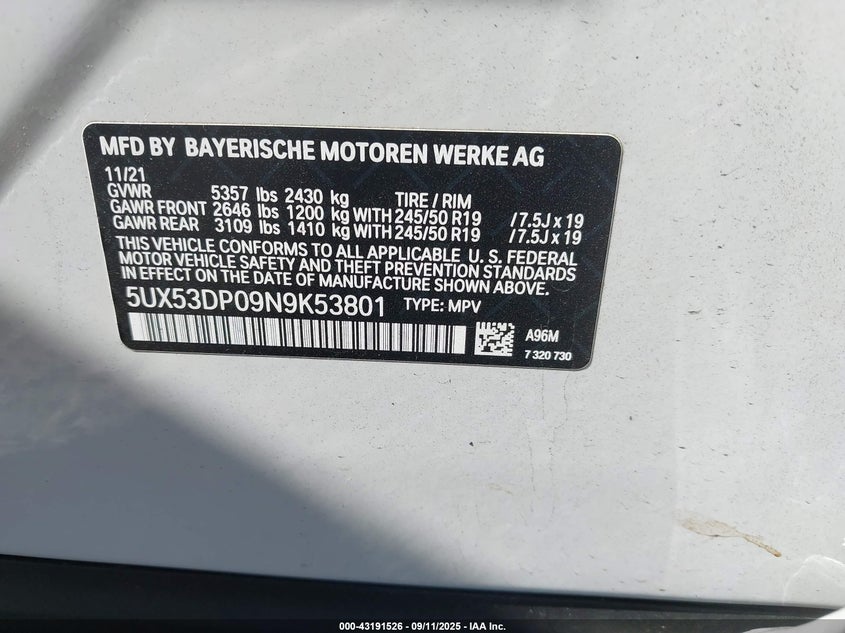 MFD BY BAYERISCHE MOTOREN WERKE AG
11/21
GVWR 5357 lbs 2430 kg TIRE / RIM
GAWR FRONT 2646 lbs 1200 kg WITH 245/50 R19 / 7.5J x 19
GAWR REAR 3109 lbs 1410 kg WITH 245/50 R19 / 7.5J x 19
THIS VEHICLE CONFORMS TO ALL APPLICABLE U. S. FEDERAL
MOTOR VEHICLE SAFETY AND THEFT PREVENTION STANDARDS
IN EFFECT ON THE DATE OF MANUFACTURE SHOWN ABOVE.
5UX53DP09N9K53801 TYPE: MPV
A96M
7 320 730
000-43191526 - 09/11/2025 - IAA Inc.